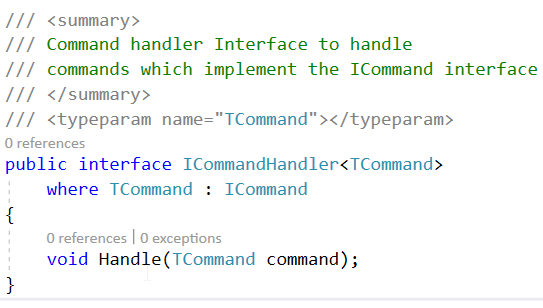 /// <summary>
/// Command handler Interface to handle
/// commands which implement the ICommand interface
/// </summary>
/// <typeparam name="TCommand"></typeparam>
0 references
public interface ICommandHandler<TCommand>
where TCommand : ICommand
{
0 references | 0 exceptions
void Handle(TCommand command);
}